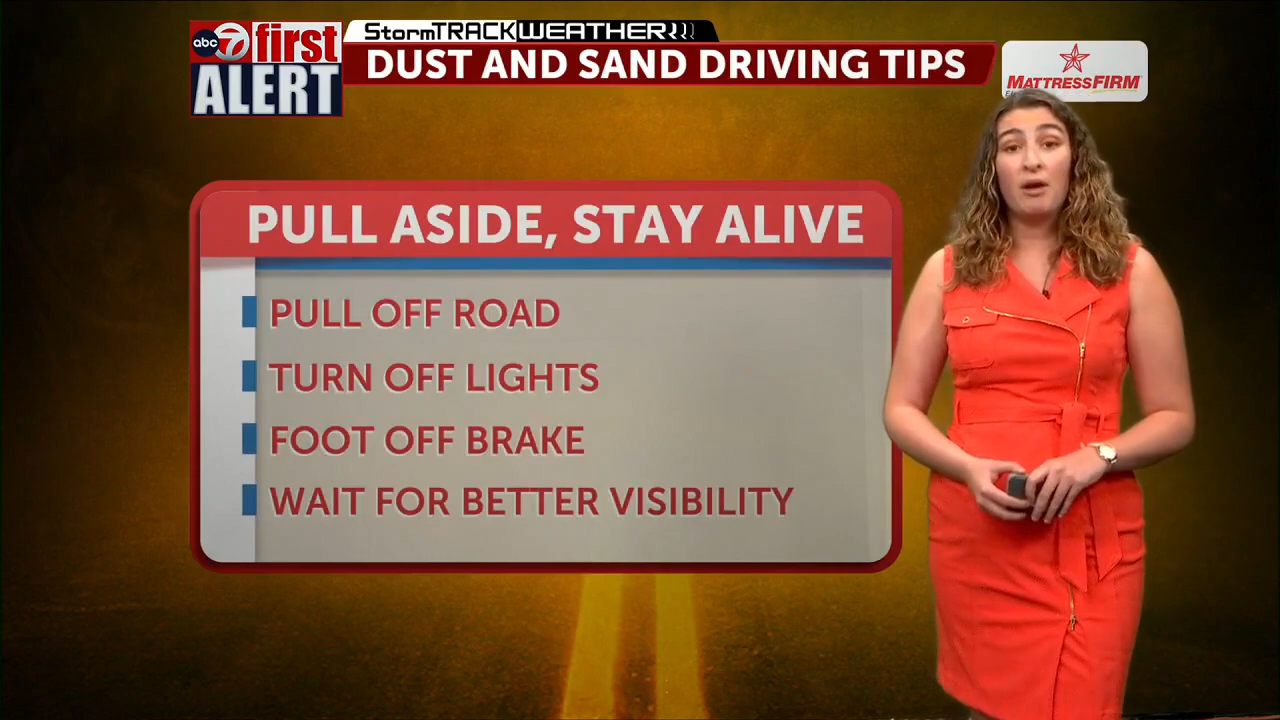 abc 7 first
ALERT
StormTRACKWEATHER
DUST AND SAND DRIVING TIPS
MATTRESSFIRM
PULL ASIDE, STAY ALIVE
PULL OFF ROAD
TURN OFF LIGHTS
FOOT OFF BRAKE
WAIT FOR BETTER VISIBILITY